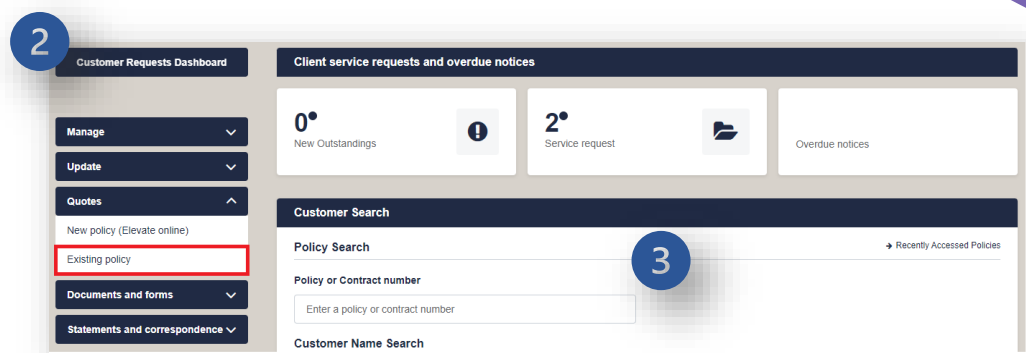 2
Customer Requests Dashboard
Manage
Update
Quotes
New policy (Elevate online)
Existing policy
Documents and forms
Statements and correspondence
Client service requests and overdue notices
0
New Outstandings
2
Service request
Overdue notices
Customer Search
Policy Search
Recently Accessed Policies
3
Policy or Contract number
Enter a policy or contract number
Customer Name Search